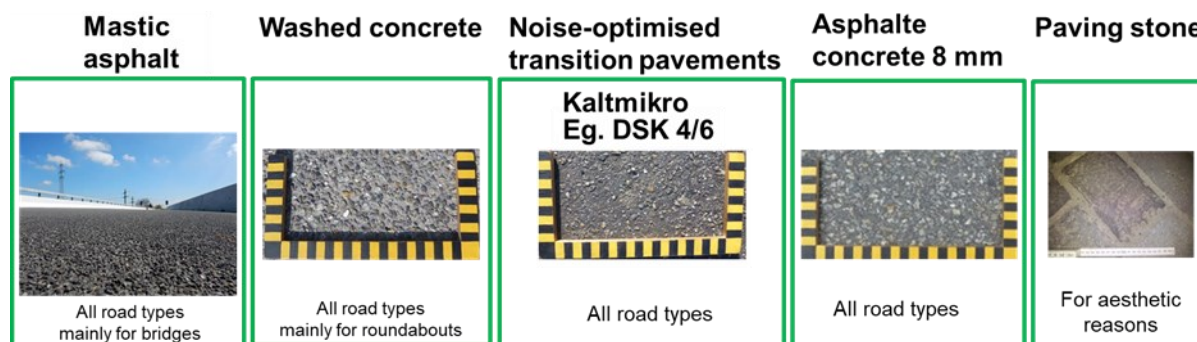 Mastic
asphalt
All road types
mainly for bridges
Washed concrete
All road types
mainly for roundabouts
Noise-optimised
transition pavements
Kaltmikro
Eg. DSK 4/6
All road types
Asphalte
concrete 8 mm
All road types
Paving stone
For aesthetic
reasons